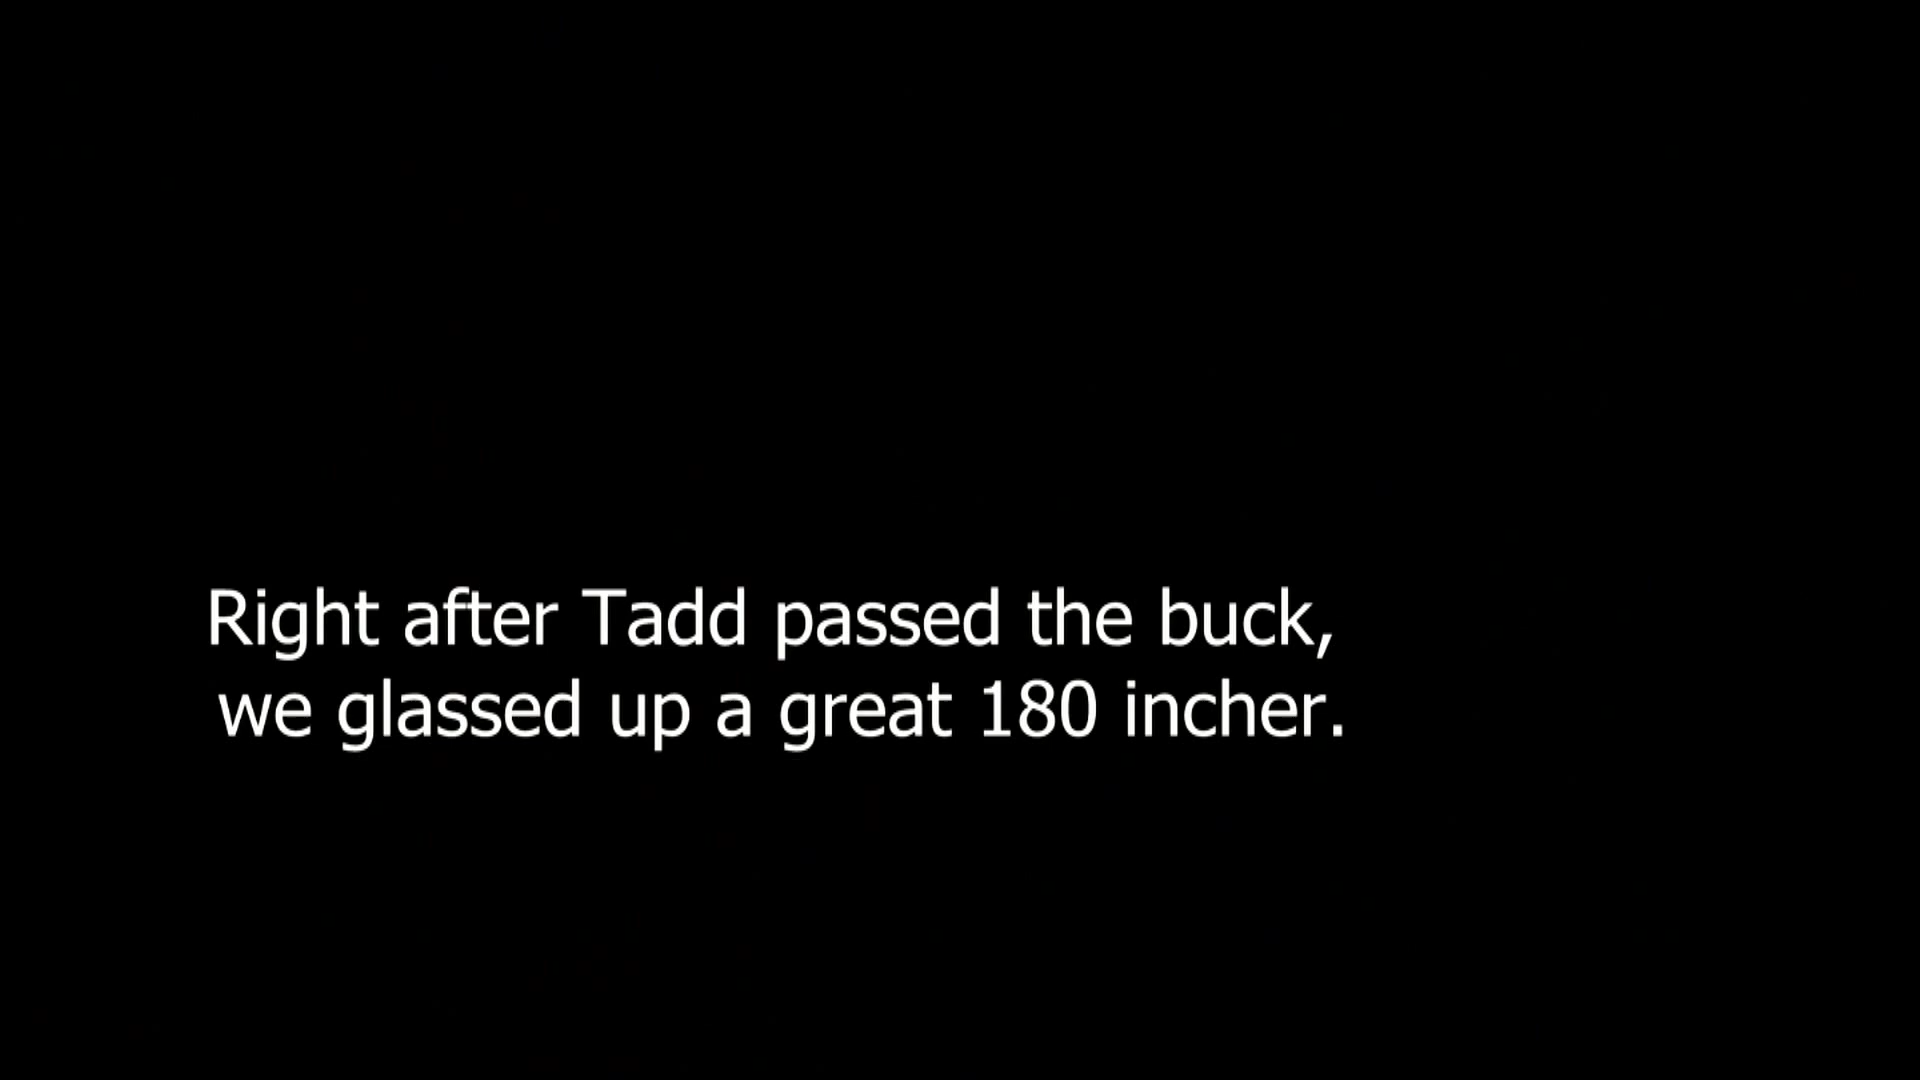 Right after Tadd passed the buck,
we glassed up a great 180 incher.